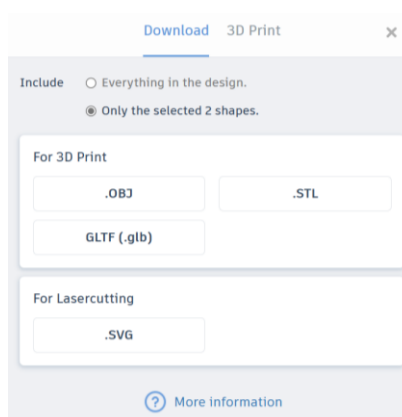 Download 3D Print ×
Include Everything in the design.
Only the selected 2 shapes.
For 3D Print
.OBJ .STL
GLTF (.glb)
For Lasercutting
.SVG
? More information